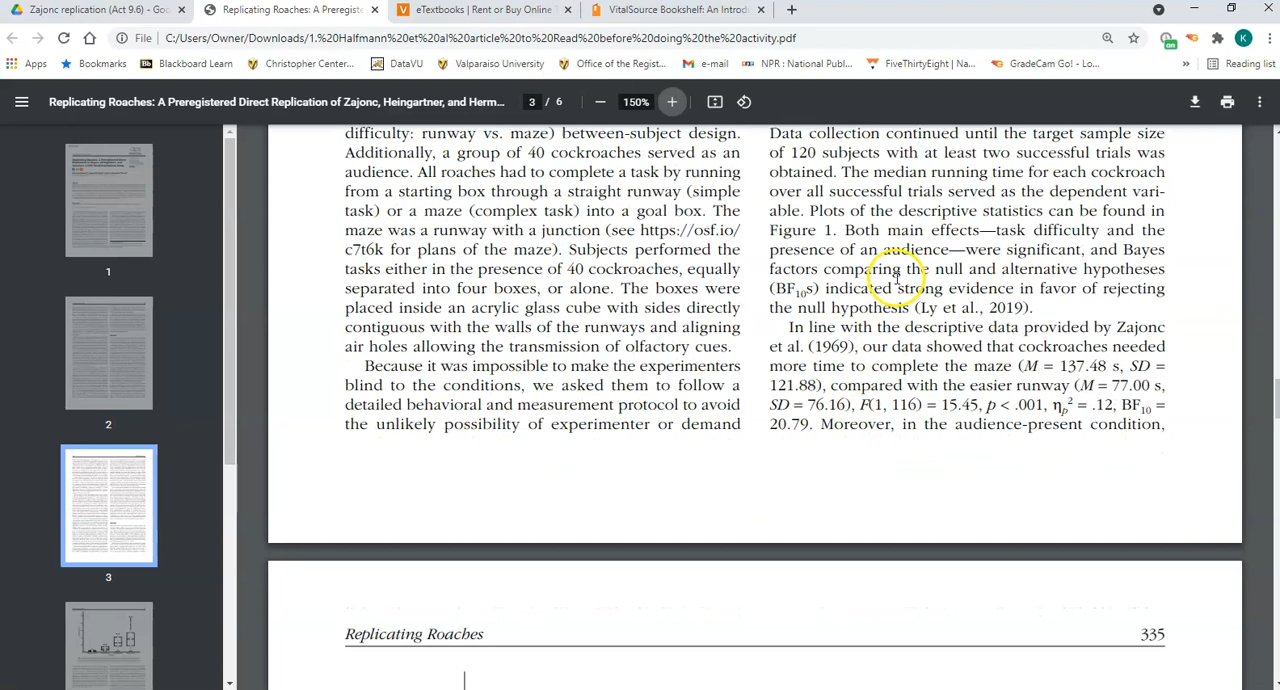 Zajonc replication (Act 9.6) - Goo
Replicating Roaches: A Preregiste
eTextbooks | Rent or Buy Online T
VitalSource Bookshelf: An Introdu
File
C:/Users/Owner/Downloads/1.%20Halfmann%20et%20al%20article%20to%20Read%20before%20doing%20the%20activity.pdf
on
K
Apps
Bookmarks
Bb
Blackboard Learn
Christopher Center...
DataVU
Valparaiso University
Office of the Regist...
e-mail
NPR : National Publ...
FiveThirtyEight | Na...
GradeCam Go! - Lo...
»
Reading list
Replicating Roaches: A Preregistered Direct Replication of Zajonc, Heingartner, and Herm...
3 / 6
150%
1
2
3
difficulty: runway vs. maze) between-subject design.
Additionally, a group of 40 cockroaches served as an
audience. All roaches had to complete a task by running
from a starting box through a straight runway (simple
task) or a maze (complex task) into a goal box. The
maze was a runway with a junction (see https://osf.io/
c7t6k for plans of the maze). Subjects performed the
tasks either in the presence of 40 cockroaches, equally
separated into four boxes, or alone. The boxes were
placed inside an acrylic glass cube with sides directly
contiguous with the walls of the runways and aligning
air holes allowing the transmission of olfactory cues.
Because it was impossible to make the experimenters
blind to the conditions, we asked them to follow a
detailed behavioral and measurement protocol to avoid
the unlikely possibility of experimenter or demand
Data collection continued until the target sample size
of 120 subjects with at least two successful trials was
obtained. The median running time for each cockroach
over all successful trials served as the dependent vari-
able. Plots of the descriptive statistics can be found in
Figure 1. Both main effects—task difficulty and the
presence of an audience—were significant, and Bayes
factors comparing the null and alternative hypotheses
(BF10s) indicated strong evidence in favor of rejecting
the null hypothesis (Ly et al., 2019).
In line with the descriptive data provided by Zajonc
et al. (1969), our data showed that cockroaches needed
more time to complete the maze (M = 137.48 s, SD =
121.88), compared with the easier runway (M = 77.00 s,
SD = 76.16), F(1, 116) = 15.45, p < .001, ηp2 = .12, BF10 =
20.79. Moreover, in the audience-present condition,
Replicating Roaches
335